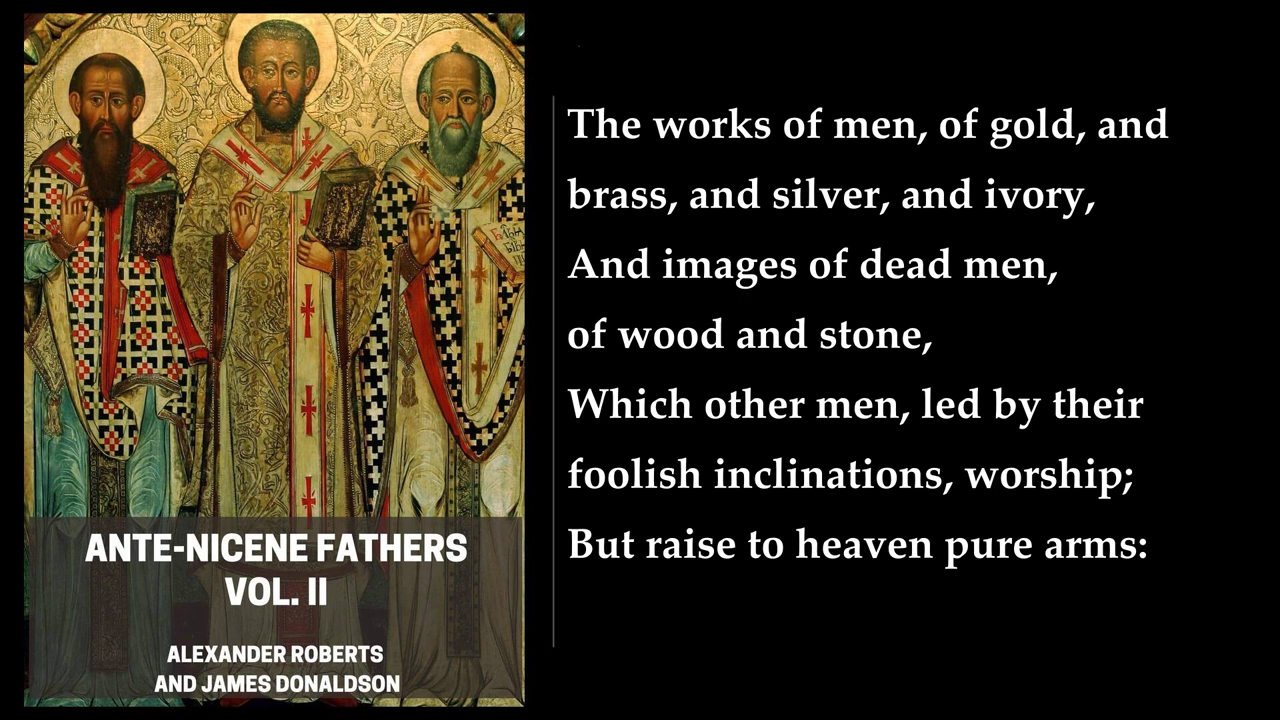 ANTE-NICENE FATHERS
VOL. II
ALEXANDER ROBERTS
AND JAMES DONALDSON
The works of men, of gold, and
brass, and silver, and ivory,
And images of dead men,
of wood and stone,
Which other men, led by their
foolish inclinations, worship;
But raise to heaven pure arms: